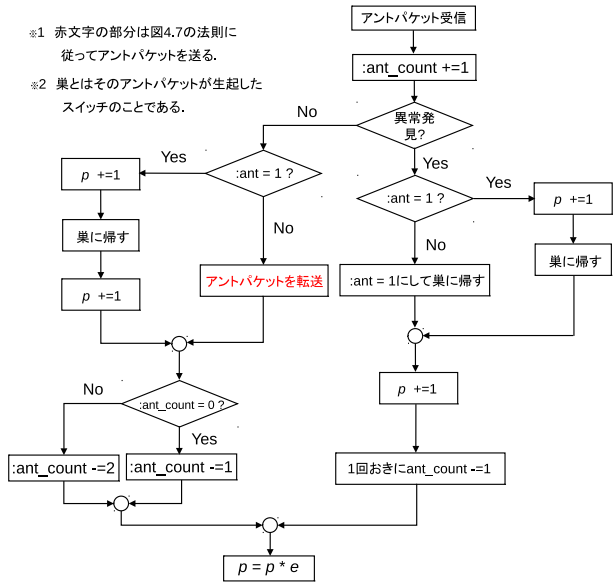 ※1 赤文字の部分は図4.7の法則に
従ってアントパケットを送る.
※2 巣とはそのアントパケットが生起した
スイッチのことである.
アントパケット受信
:ant_count +=1
異常発
見?
No
Yes
:ant = 1 ?
Yes
No
p +=1
巣に帰す
p +=1
アントパケットを転送
:ant = 1 ?
Yes
No
p +=1
巣に帰す
:ant = 1にして巣に帰す
:ant_count = 0 ?
No
Yes
:ant_count -=2
:ant_count -=1
p +=1
1回おきにant_count -=1
p = p * e